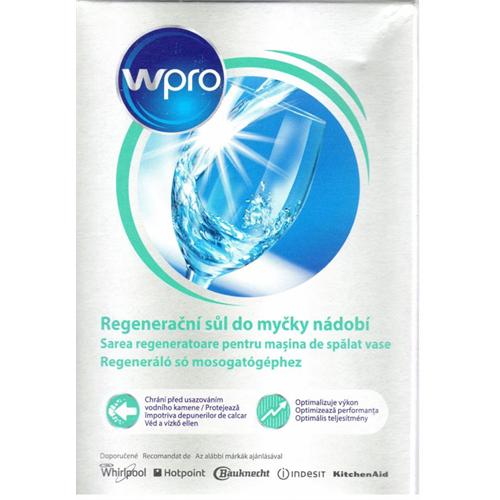 wpro
Regenerační sůl do myčky nádobí
Sarea regeneratoare pentru mașina de spălat vase
Regeneráló só mosogatógéphez
Chrání před usazováním
vodního kamene / Protejează
împotriva depunerilor de calcar
Véd a vízkő ellen
Optimalizuje výkon
Optimizează performanța
Optimális teljesítmény
Doporučené Recomandat de Az alábbi márkák ajánlásával
Whirlpool Hotpoint Bauknecht INDESIT KitchenAid